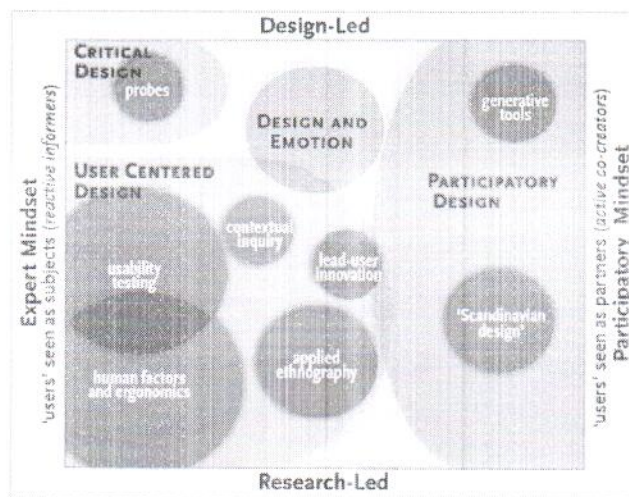 Design-Led
CRITICAL
DESIGN
probes
generative
tools
DESIGN AND
EMOTION
USER CENTERED
DESIGN
PARTICIPATORY
DESIGN
contextual
inquiry
lead-user
innovation
usability
testing
'Scandinavian
design'
human factors
and ergonomics
applied
ethnography
Research-Led
Expert Mindset
'users' seen as subjects (reactive informers)
'users' seen as partners (active co-creators)
Participatory Mindset